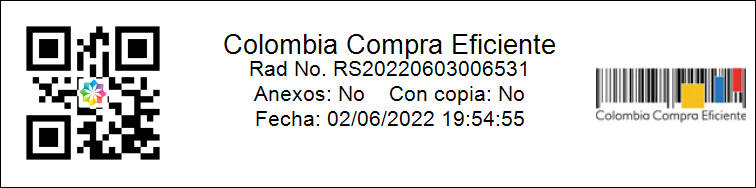 Colombia Compra Eficiente
Rad No. RS20220603006531
Anexos: No Con copia: No
Fecha: 02/06/2022 19:54:55
Colombia Compra Eficiente